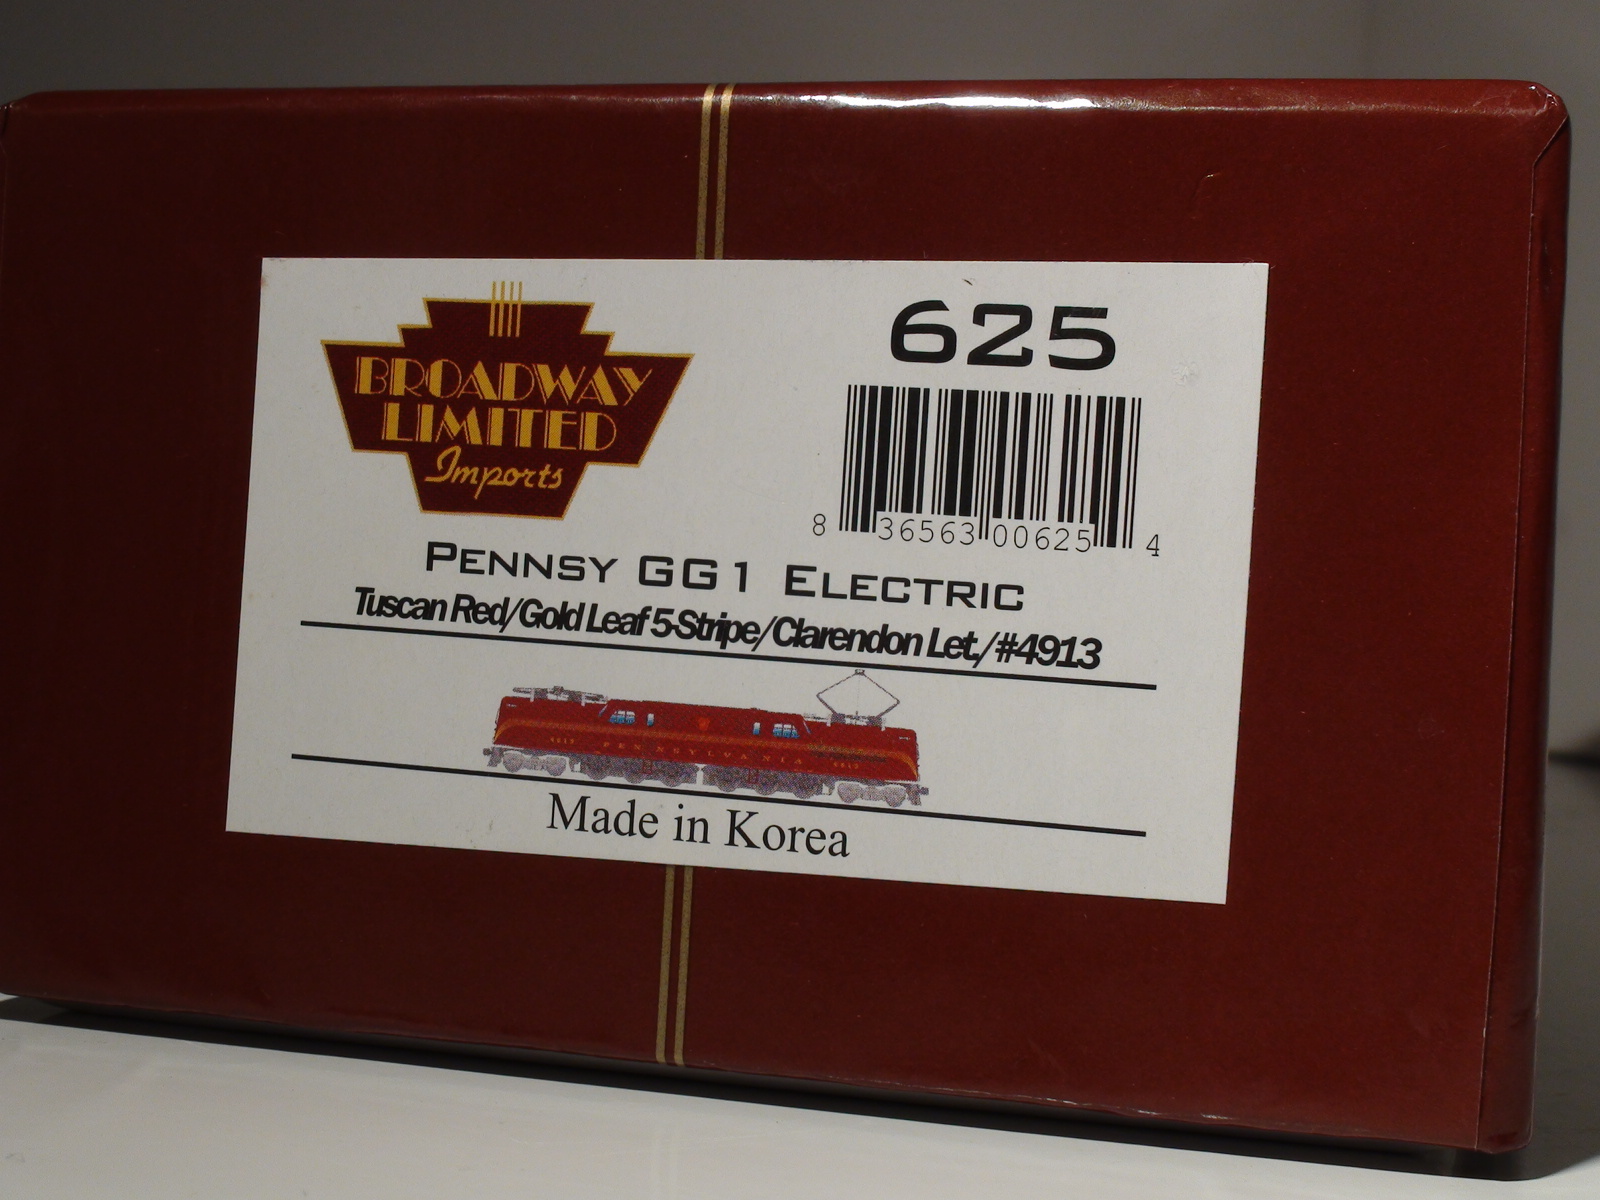 BROADWAY
LIMITED
Imports
625
8 36563 00625 4
PENNSY GG1 ELECTRIC
Tuscan Red/Gold Leaf 5-Stripe/Clarendon Let./#4913
PENNSYLVANIA
Made in Korea